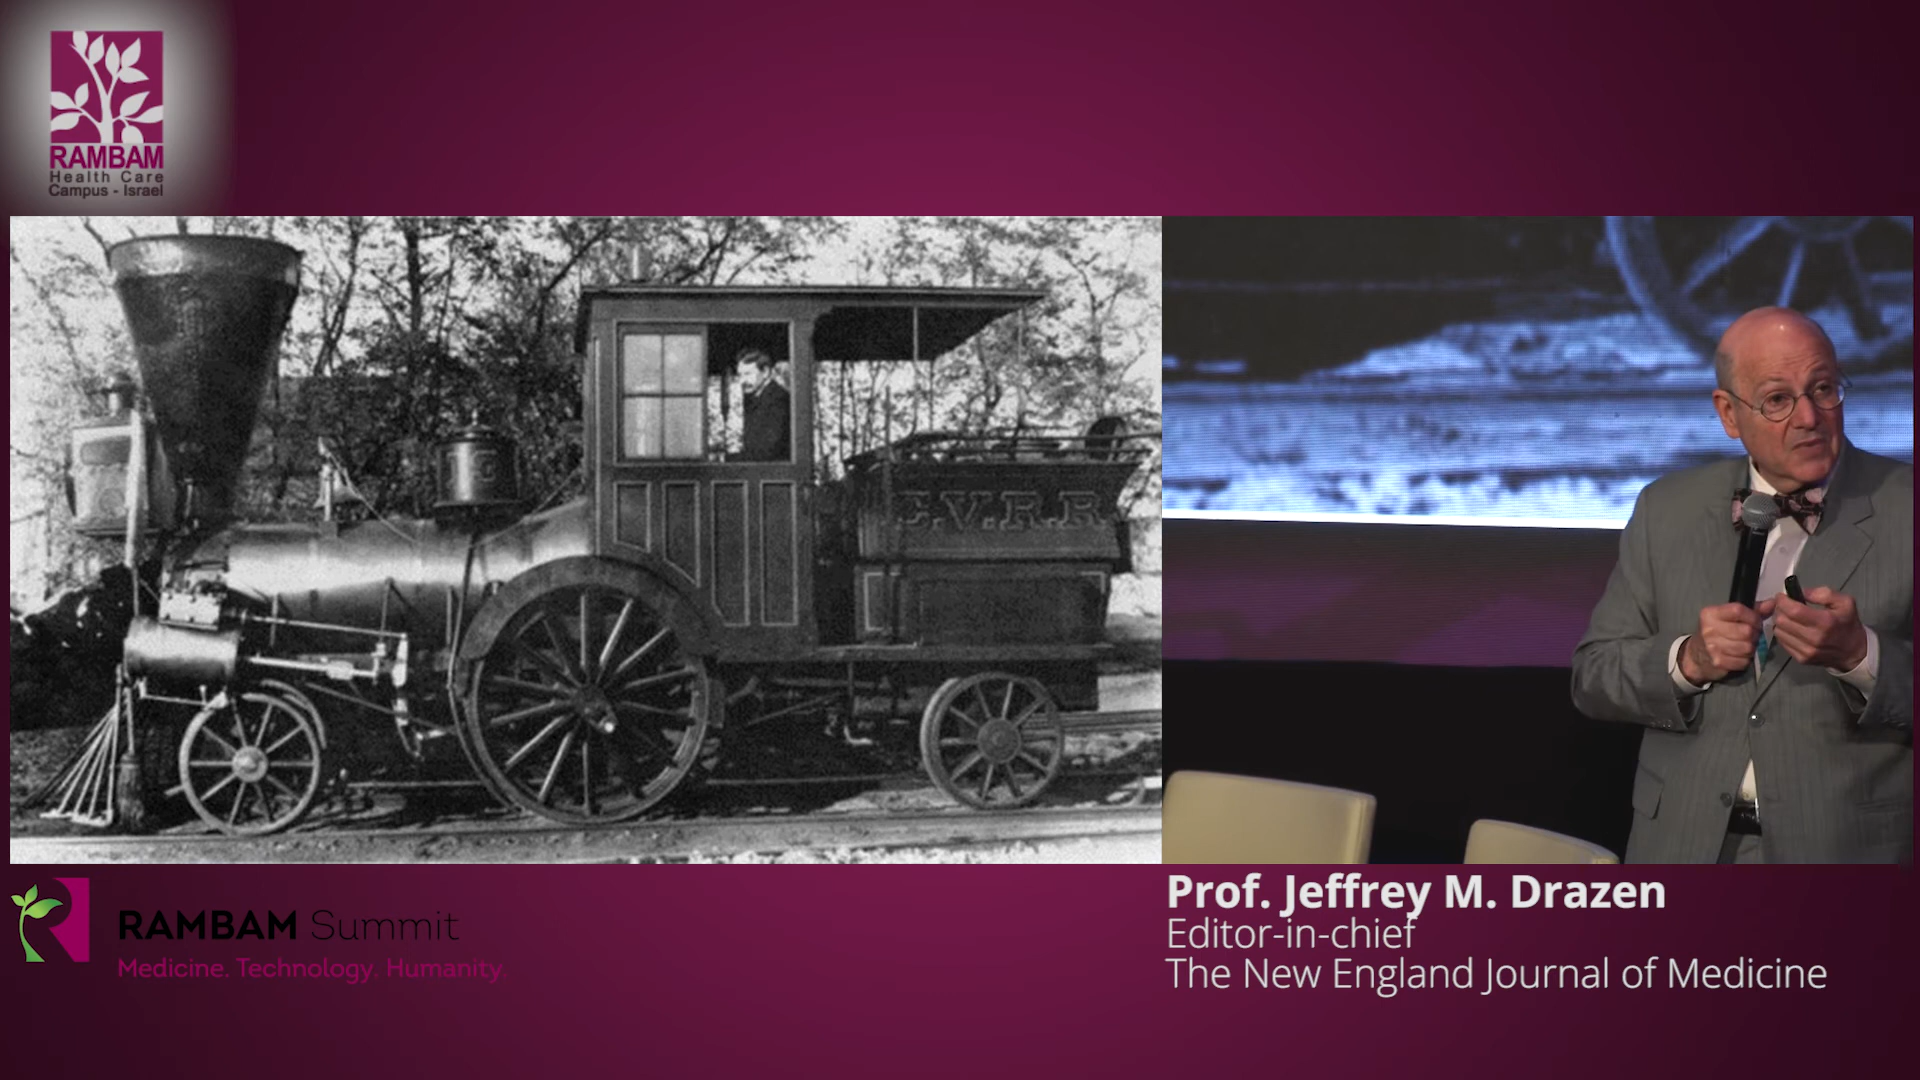 RAMBAM
Health Care
Campus - Israel
.V.R.R
RAMBAM Summit
Medicine. Technology. Humanity.
Prof. Jeffrey M. Drazen
Editor-in-chief
The New England Journal of Medicine